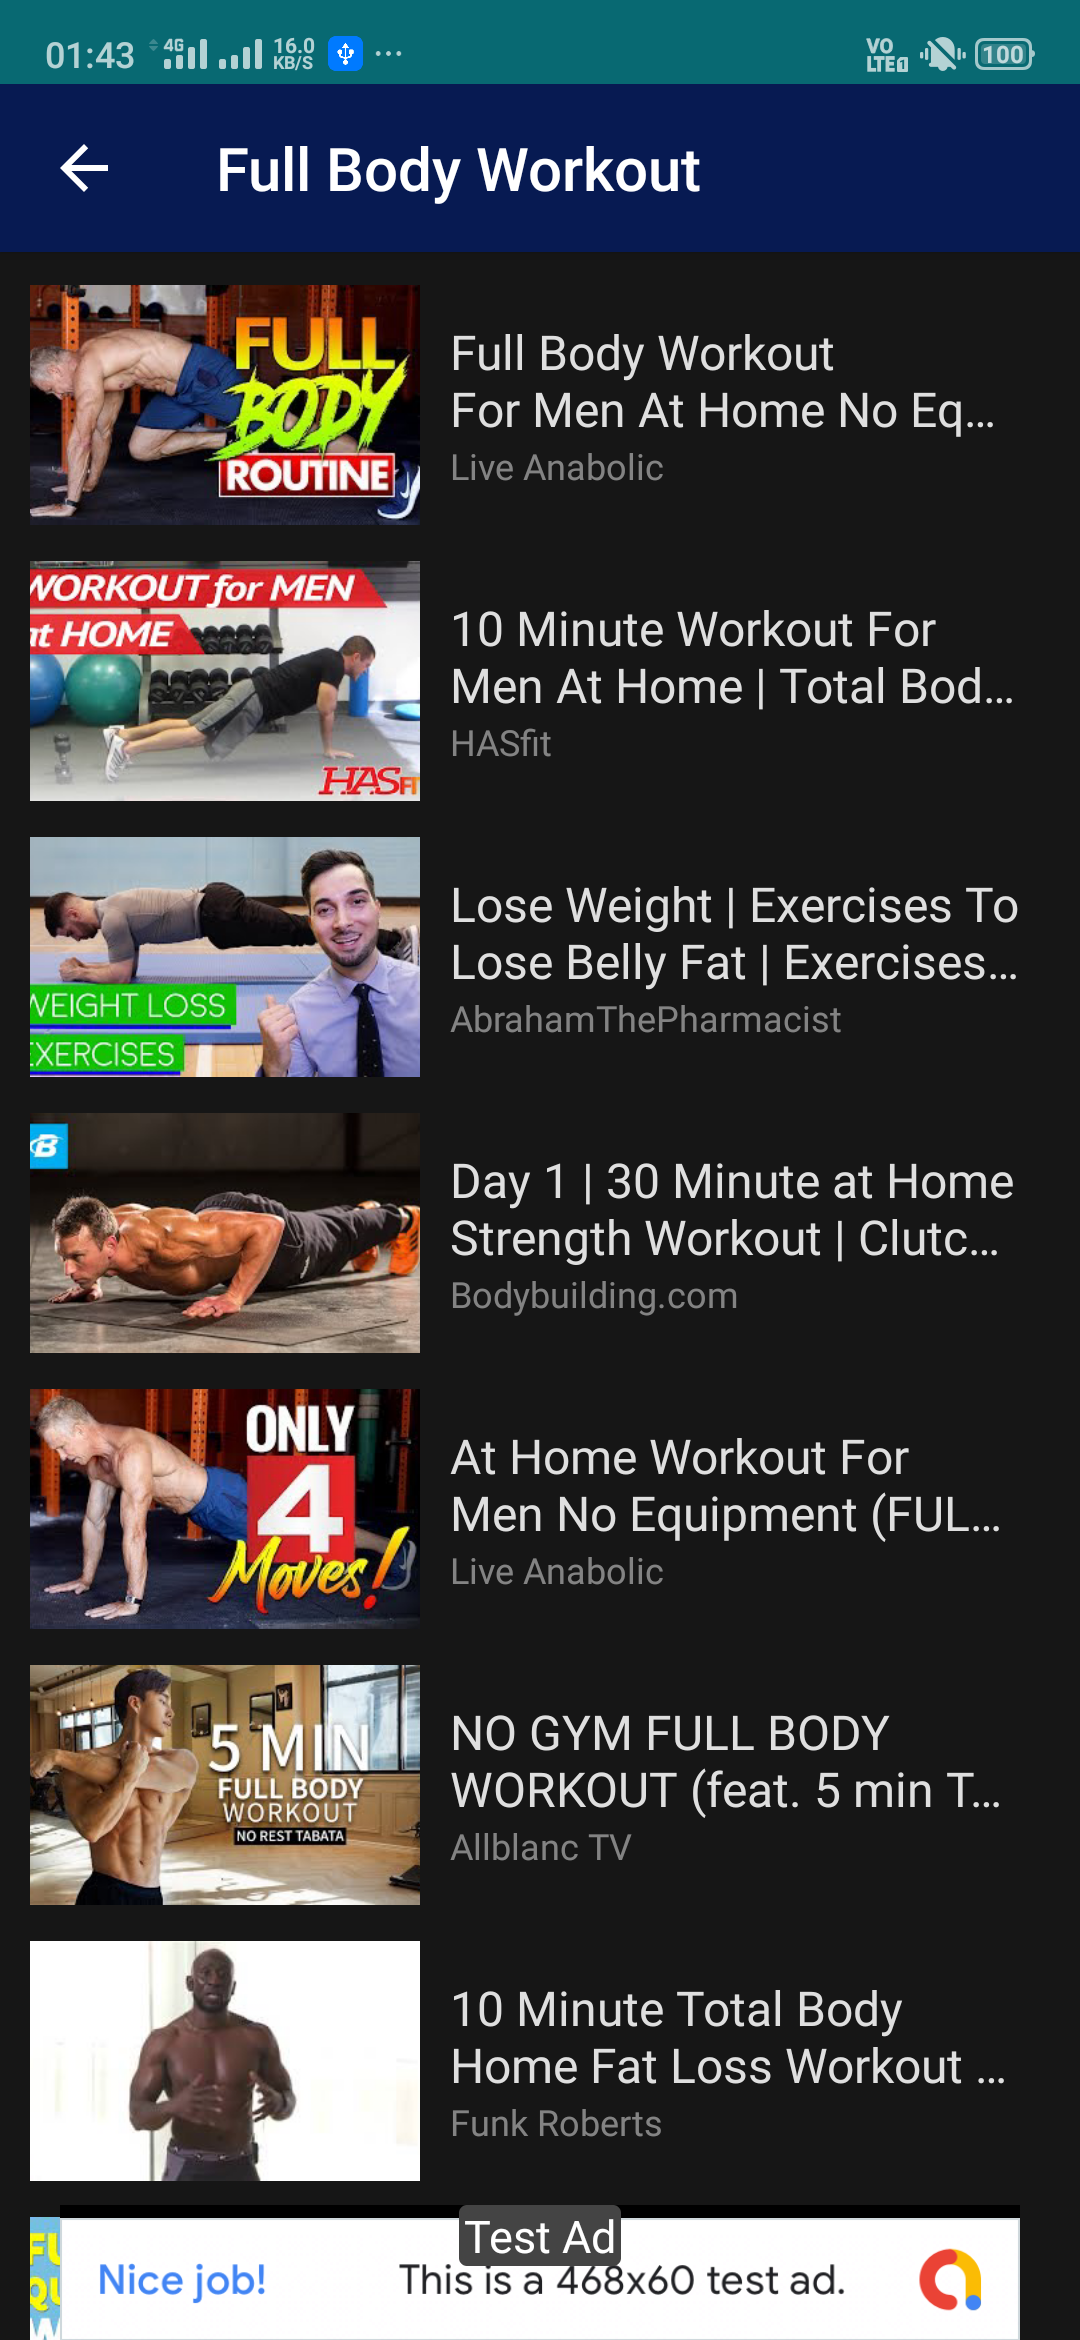 01:43 4G 16.0 KB/S ... VO LTE1 100
Full Body Workout
FULL
BODY
ROUTINE
Full Body Workout
For Men At Home No Eq...
Live Anabolic
WORKOUT for MEN
at HOME
HASFI
10 Minute Workout For
Men At Home | Total Bod...
HASfit
WEIGHT LOSS
EXERCISES
Lose Weight | Exercises To
Lose Belly Fat | Exercises...
AbrahamThePharmacist
B
Day 1 | 30 Minute at Home
Strength Workout | Clutc...
Bodybuilding.com
ONLY
4
Moves!
At Home Workout For
Men No Equipment (FUL...
Live Anabolic
5 MIN
FULL BODY
WORKOUT
NO REST TABATA
NO GYM FULL BODY
WORKOUT (feat. 5 min T...
Allblanc TV
10 Minute Total Body
Home Fat Loss Workout ...
Funk Roberts
FU
QU
W
Test Ad
Nice job! This is a 468x60 test ad.